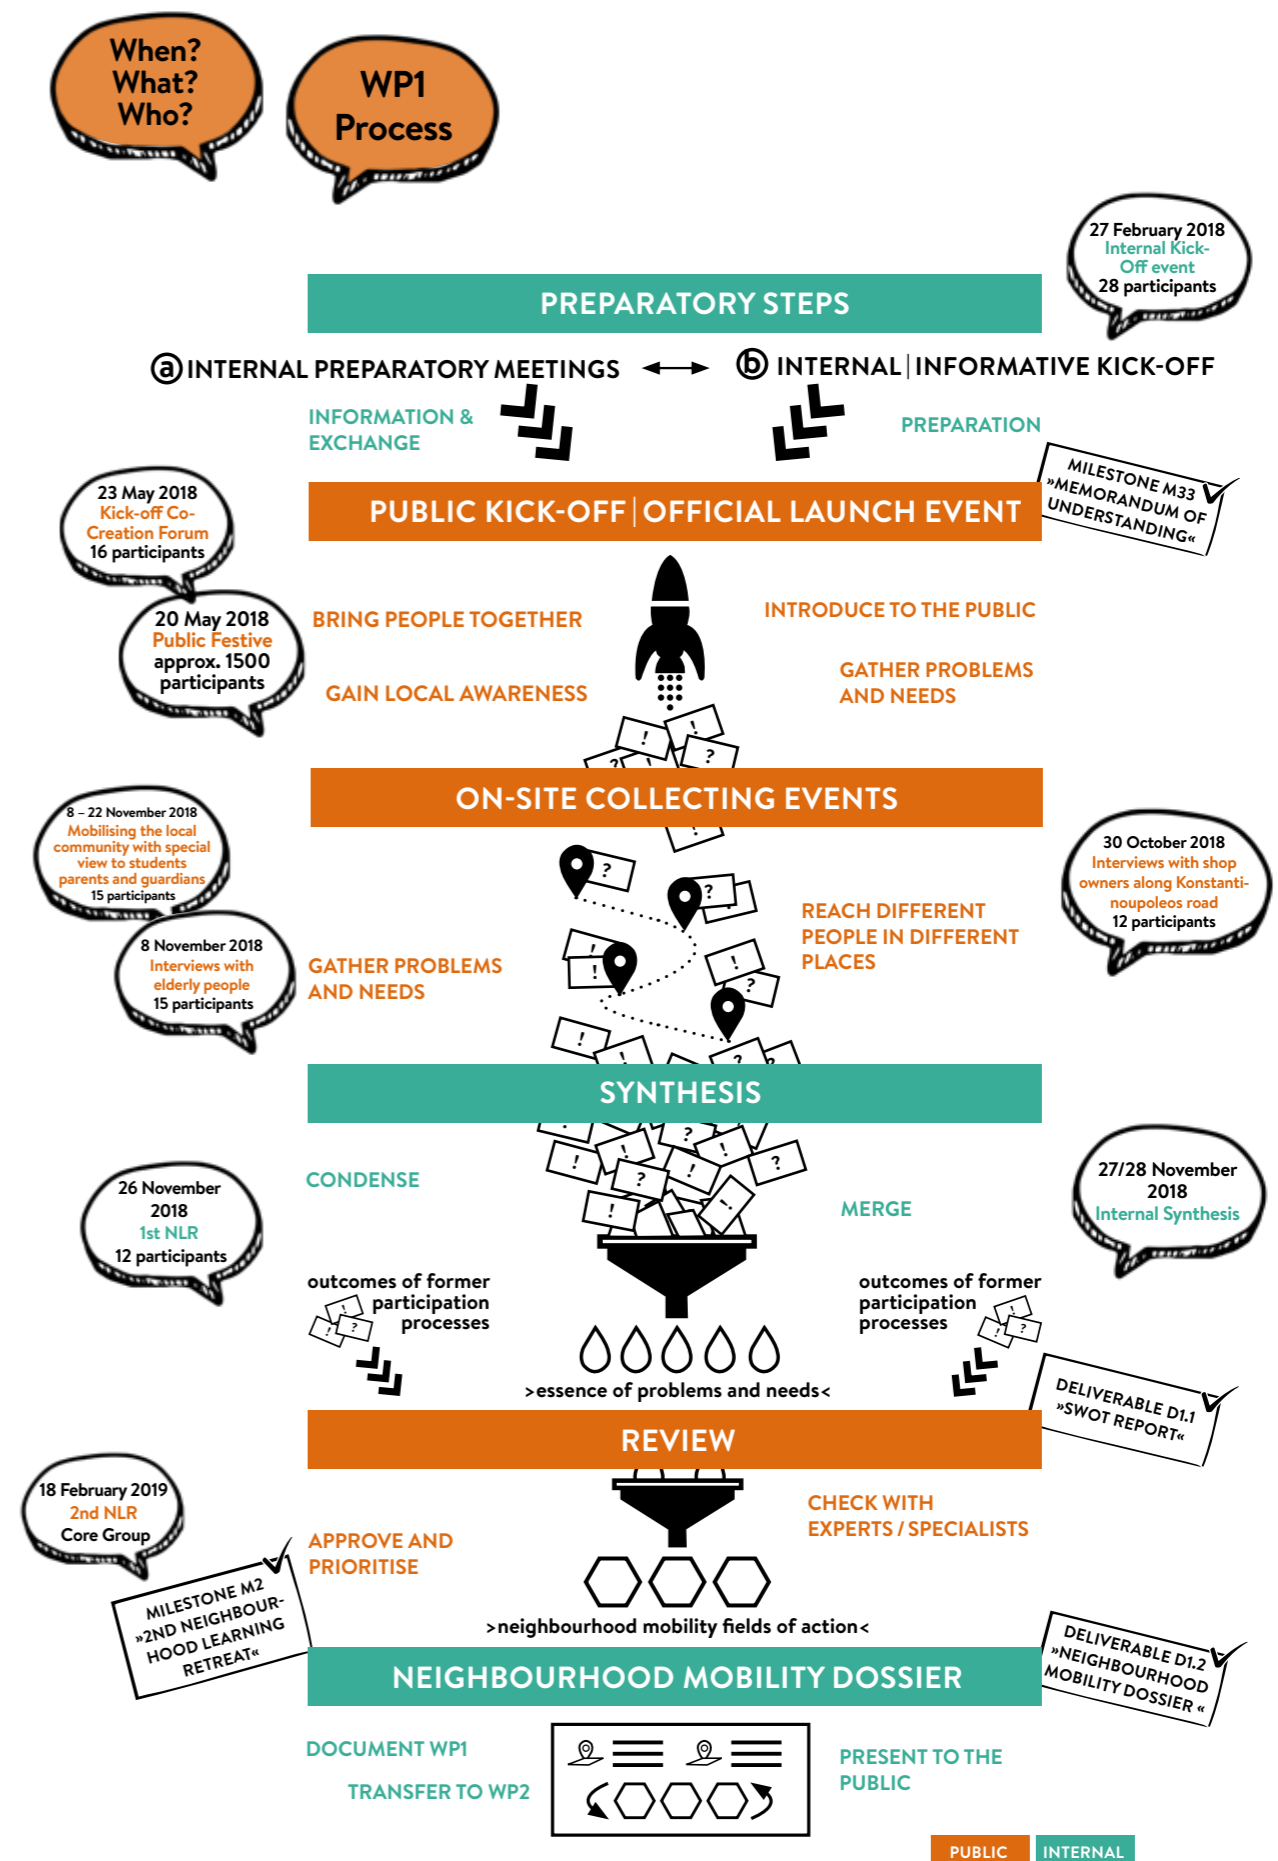 When?
What?
Who?
WP1
Process
27 February 2018
Internal Kick-
Off event
28 participants
PREPARATORY STEPS
ⓐ INTERNAL PREPARATORY MEETINGS
ⓑ INTERNAL | INFORMATIVE KICK-OFF
INFORMATION &
EXCHANGE
PREPARATION
MILESTONE M33
»MEMORANDUM OF
UNDERSTANDING«
23 May 2018
Kick-off Co-
Creation Forum
16 participants
PUBLIC KICK-OFF | OFFICIAL LAUNCH EVENT
20 May 2018
Public Festive
approx. 1500
participants
BRING PEOPLE TOGETHER
INTRODUCE TO THE PUBLIC
GAIN LOCAL AWARENESS
GATHER PROBLEMS
AND NEEDS
!
?
?
!
ON-SITE COLLECTING EVENTS
!
8 – 22 November 2018
Mobilising the local
community with special
view to students
parents and guardians
15 participants
30 October 2018
Interviews with shop
owners along Konstanti-
noupoleos road
12 participants
?
?
8 November 2018
Interviews with
elderly people
15 participants
GATHER PROBLEMS
AND NEEDS
REACH DIFFERENT
PEOPLE IN DIFFERENT
PLACES
!
!
!
?
!
!
?
?
SYNTHESIS
!
?
!
!
!
?
?
!
!
!
CONDENSE
MERGE
26 November
2018
1st NLR
12 participants
27/28 November
2018
Internal Synthesis
outcomes of former
participation
processes
!
!
?
outcomes of former
participation
processes
!
!
?
>essence of problems and needs<
DELIVERABLE D1.1
»SWOT REPORT«
REVIEW
18 February 2019
2nd NLR
Core Group
APPROVE AND
PRIORITISE
CHECK WITH
EXPERTS / SPECIALISTS
MILESTONE M2
»2ND NEIGHBOUR-
HOOD LEARNING
RETREAT«
>neighbourhood mobility fields of action<
DELIVERABLE D1.2
»NEIGHBOURHOOD
MOBILITY DOSSIER «
NEIGHBOURHOOD MOBILITY DOSSIER
DOCUMENT WP1
TRANSFER TO WP2
PRESENT TO THE
PUBLIC
PUBLIC
INTERNAL